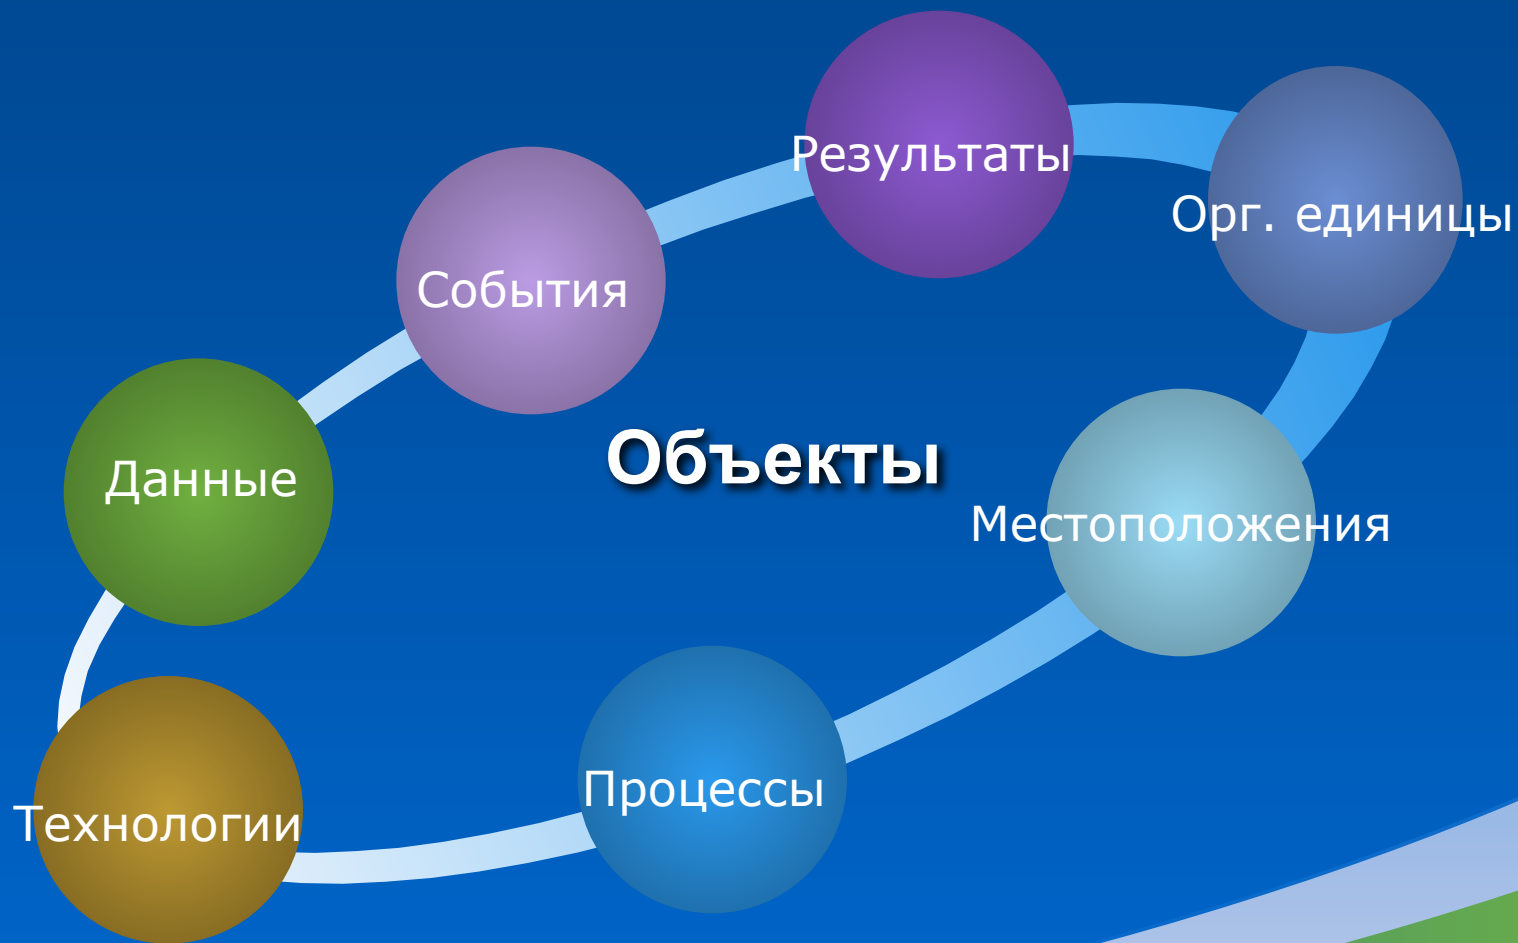 Результаты
Орг. единицы
События
Объекты
Данные
Местоположения
Процессы
Технологии